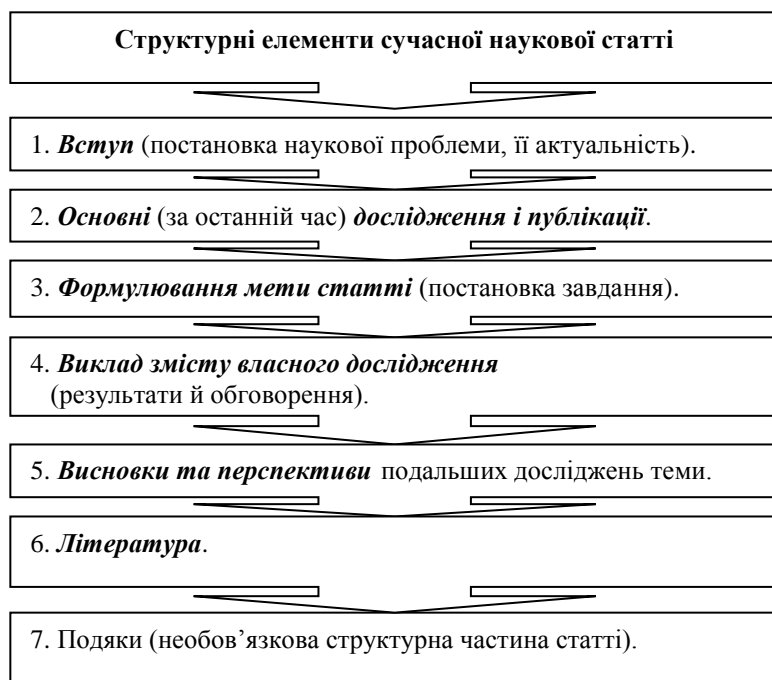 Структурні елементи сучасної наукової статті
1. Вступ (постановка наукової проблеми, її актуальність).
2. Основні (за останній час) дослідження і публікації.
3. Формулювання мети статті (постановка завдання).
4. Виклад змісту власного дослідження
(результати й обговорення).
5. Висновки та перспективи подальших досліджень теми.
6. Література.
7. Подяки (необов’язкова структурна частина статті).